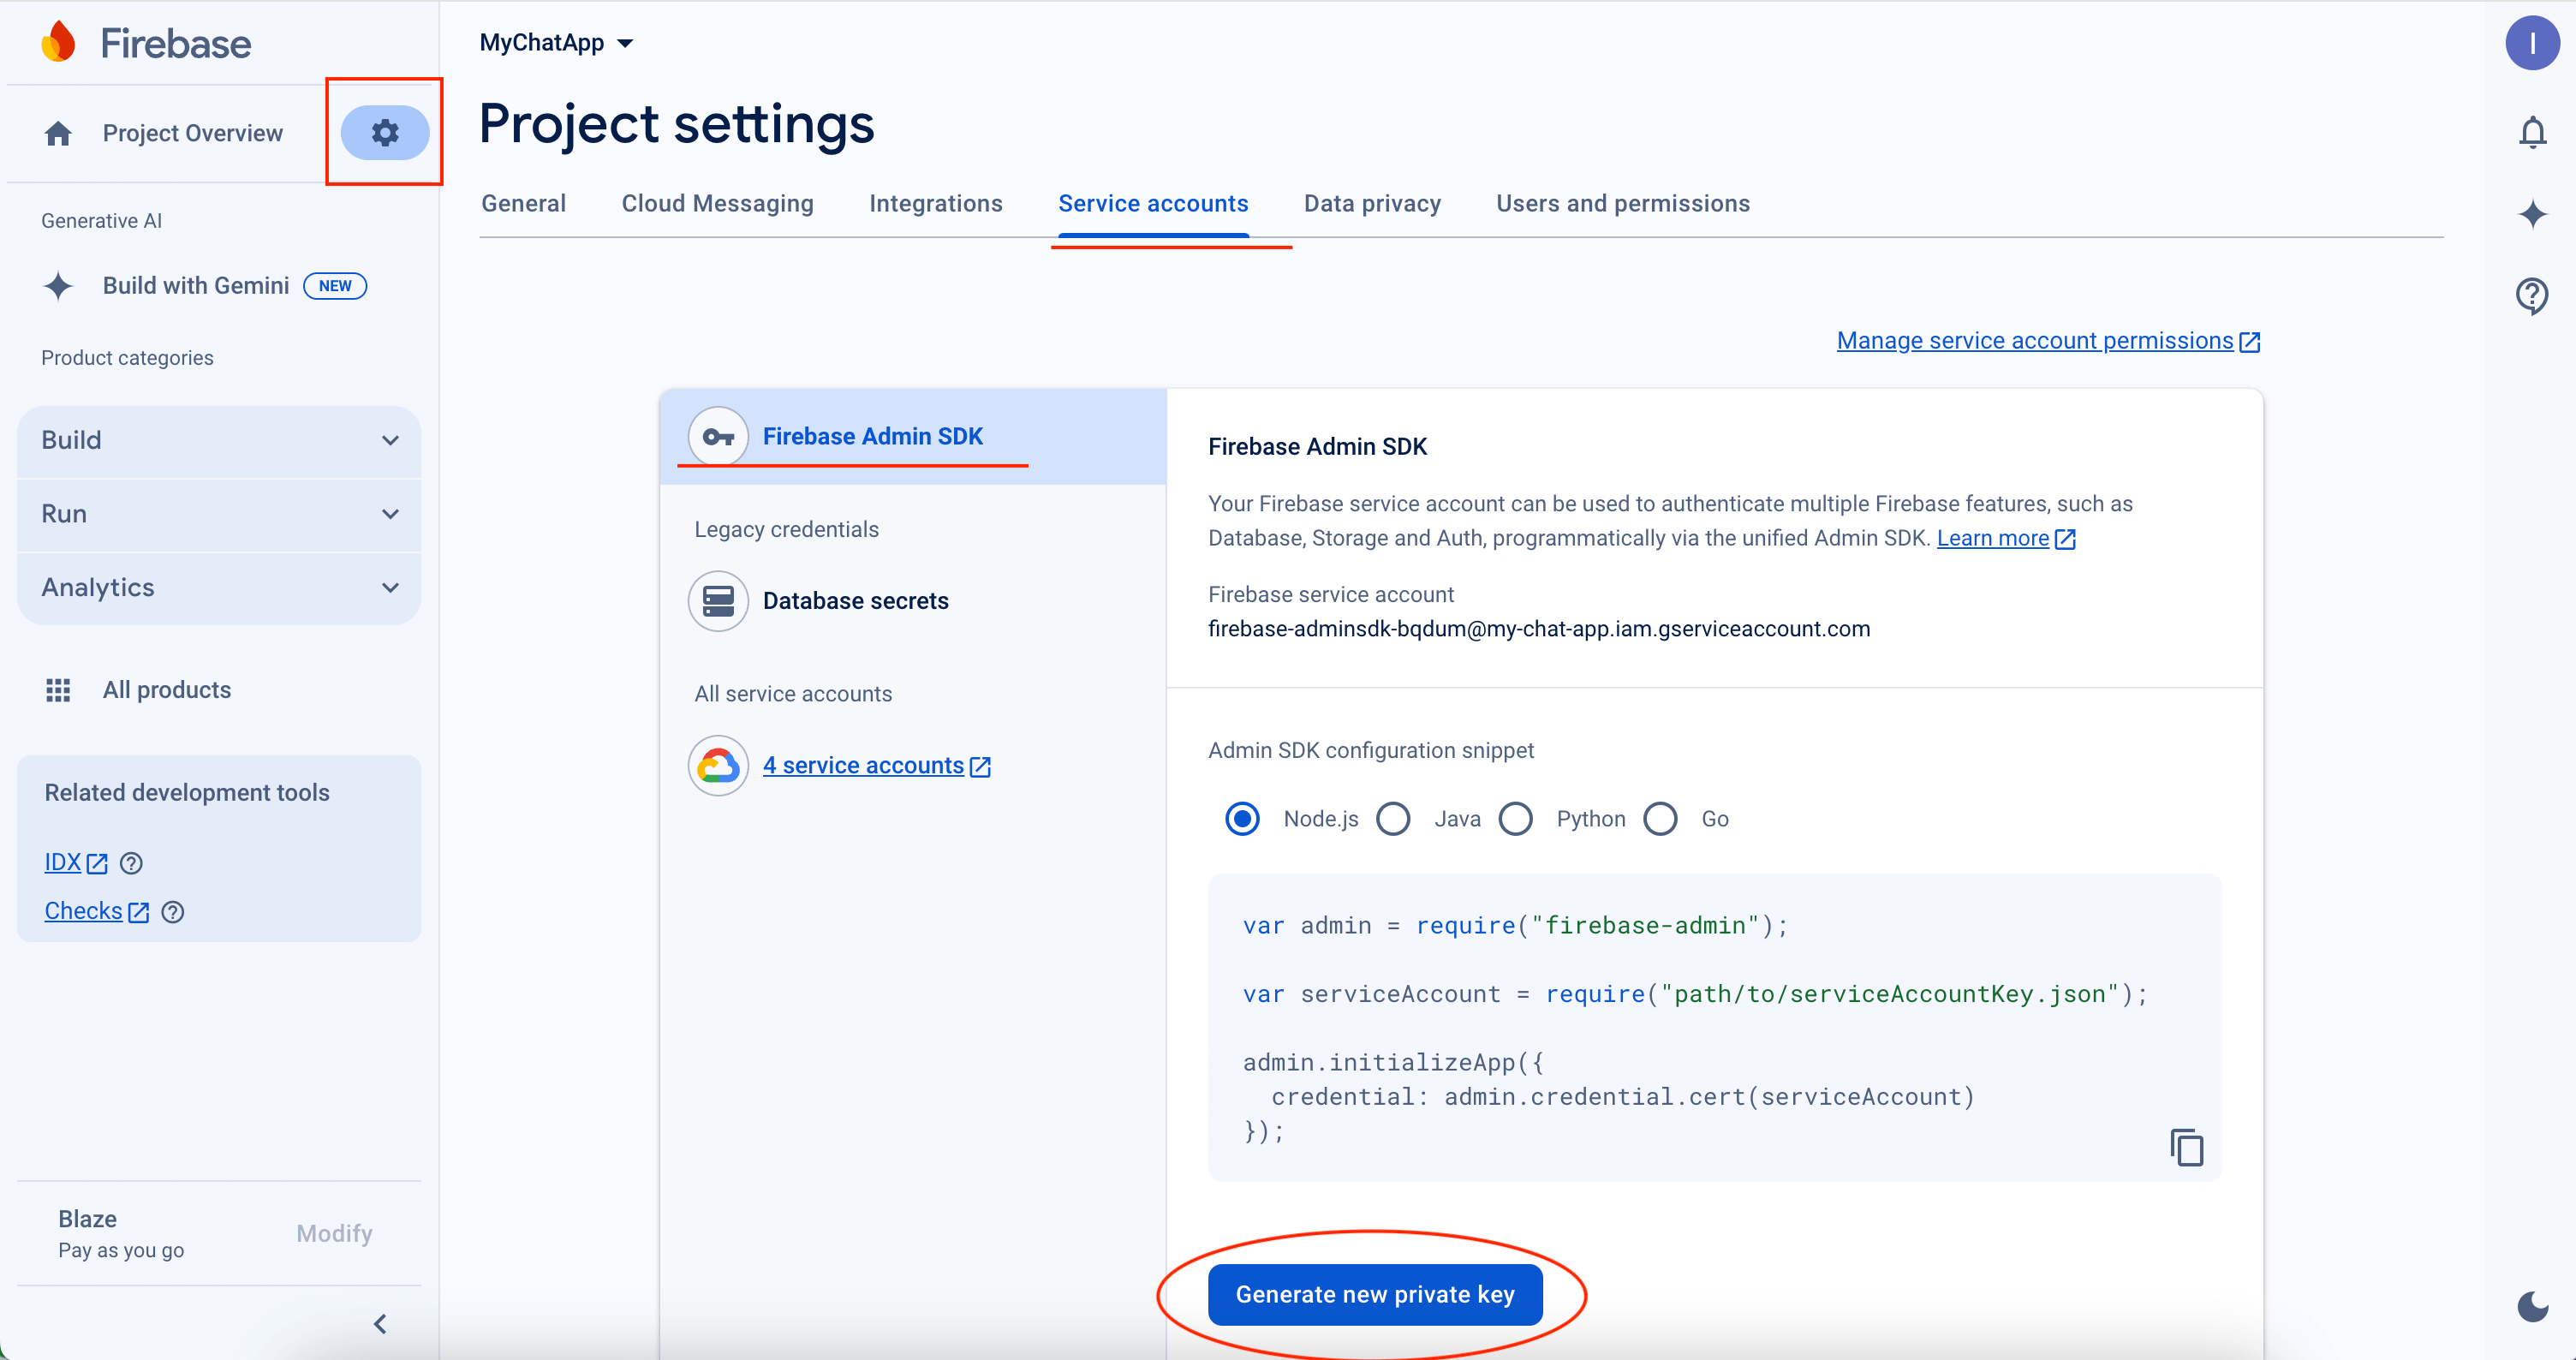 Firebase
Project Overview
Generative AI
Build with Gemini NEW
Product categories
Build
Run
Analytics
All products
Related development tools
IDX
Checks
Blaze
Pay as you go
Modify
MyChatApp
Project settings
General Cloud Messaging Integrations Service accounts Data privacy Users and permissions
Manage service account permissions
Firebase Admin SDK
Legacy credentials
Database secrets
All service accounts
4 service accounts
Firebase Admin SDK
Your Firebase service account can be used to authenticate multiple Firebase features, such as
Database, Storage and Auth, programmatically via the unified Admin SDK. Learn more
Firebase service account
firebase-adminsdk-bqdum@my-chat-app.iam.gserviceaccount.com
Admin SDK configuration snippet
Node.js Java Python Go
var admin = require("firebase-admin");
var serviceAccount = require("path/to/serviceAccountKey.json");
admin.initializeApp({
  credential: admin.credential.cert(serviceAccount)
});
Generate new private key
I